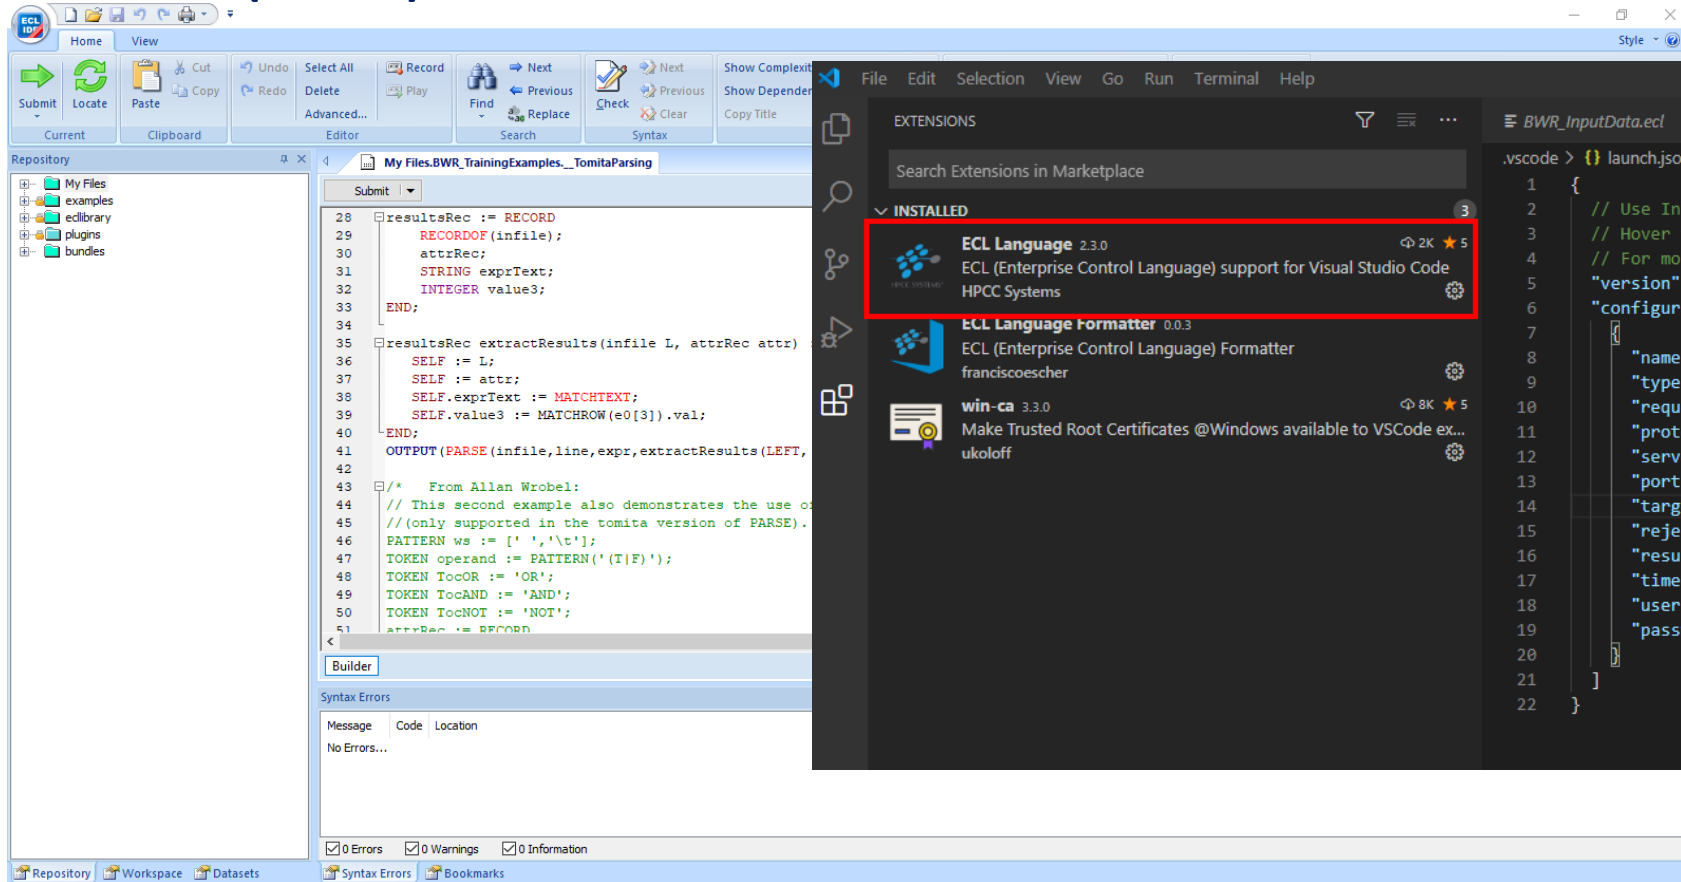 ECL
IDE
Home View Style
Submit Locate Paste Cut Copy Undo Redo Select All Delete Advanced... Record Play Find Next Previous Replace Check Next Previous Clear Show Complexit Show Depender Copy Title
Current Clipboard Editor Search Syntax
Repository
My Files
examples
eclibrary
plugins
bundles
My Files.BWR_TrainingExamples.__TomitaParsing
Submit
28 resultsRec := RECORD
29 RECORDOF(infile);
30 attrRec;
31 STRING exprText;
32 INTEGER value3;
33 END;
34
35 resultsRec extractResults(infile L, attrRec attr)
36 SELF := L;
37 SELF := attr;
38 SELF.exprText := MATCHTEXT;
39 SELF.value3 := MATCHROW(e0[3]).val;
40 END;
41 OUTPUT(PARSE(infile,line,expr,extractResults(LEFT,
42
43 /* From Allan Wrobel:
44 // This second example also demonstrates the use o
45 //(only supported in the tomita version of PARSE).
46 PATTERN ws := [' ','\t'];
47 TOKEN operand := PATTERN('(T|F)');
48 TOKEN TocOR := 'OR';
49 TOKEN TocAND := 'AND';
50 TOKEN TocNOT := 'NOT';
51 attrRec := RECORD
Builder
Syntax Errors
Message Code Location
No Errors...
0 Errors 0 Warnings 0 Information
Repository Workspace Datasets Syntax Errors Bookmarks
File Edit Selection View Go Run Terminal Help
EXTENSIONS
Search Extensions in Marketplace
INSTALLED 3
ECL Language 2.3.0 2K 5
ECL (Enterprise Control Language) support for Visual Studio Code
HPCC SYSTEMS
HPCC Systems
ECL Language Formatter 0.0.3
ECL (Enterprise Control Language) Formatter
franciscoescher
win-ca 3.3.0 8K 5
Make Trusted Root Certificates @Windows available to VSCode ex...
ukoloff
BWR_InputData.ecl
.vscode > {} launch.jso
1 {
2 // Use In
3 // Hover
4 // For mo
5 "version"
6 "configur
7 {
8 "name
9 "type
10 "requ
11 "prot
12 "serv
13 "port
14 "targ
15 "reje
16 "resu
17 "time
18 "user
19 "pass
20 }
21 ]
22 }